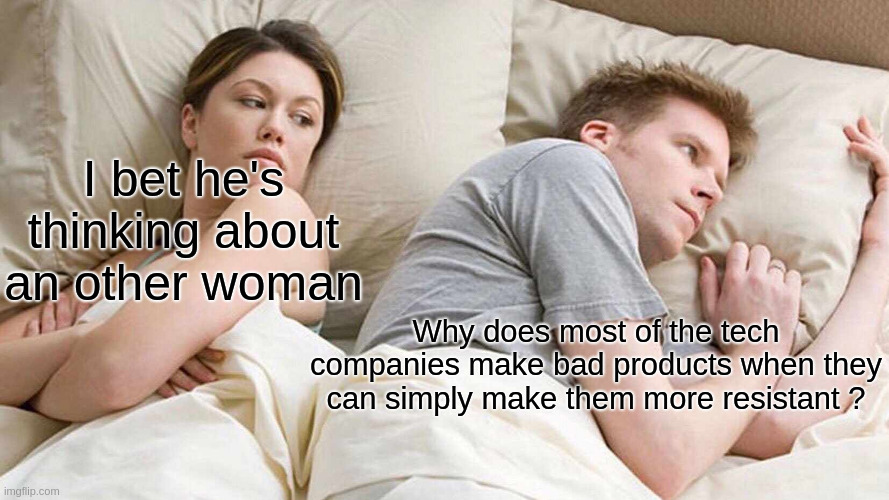 I bet he's
thinking about
an other woman
Why does most of the tech
companies make bad products when they
can simply make them more resistant ?
imgflip.com